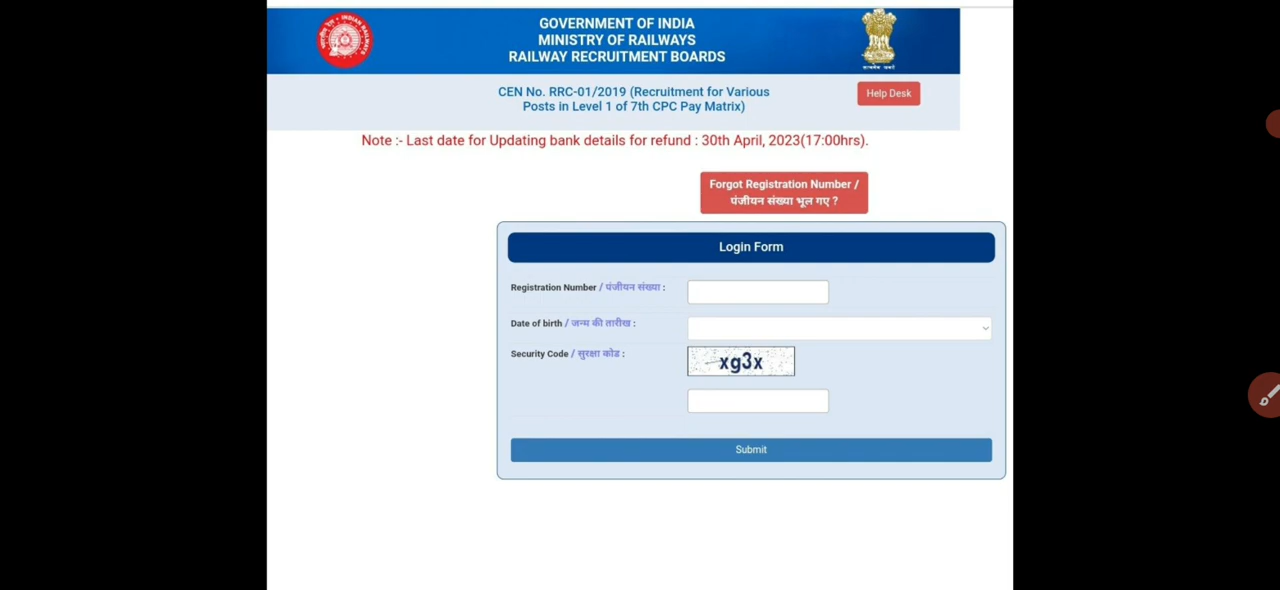 GOVERNMENT OF INDIA
MINISTRY OF RAILWAYS
RAILWAY RECRUITMENT BOARDS
CEN No. RRC-01/2019 (Recruitment for Various
Posts in Level 1 of 7th CPC Pay Matrix)
Help Desk
Note :- Last date for Updating bank details for refund : 30th April, 2023(17:00hrs).
Forgot Registration Number /
पंजीयन संख्या भूल गए ?
Login Form
Registration Number / पंजीयन संख्या :
Date of birth / जन्म की तारीख :
Security Code / सुरक्षा कोड :
xg3x
Submit